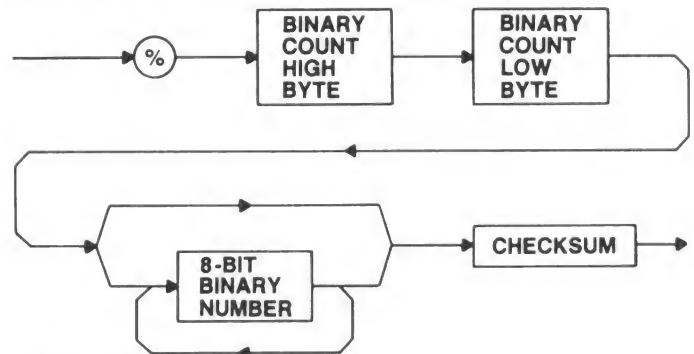 %
BINARY
COUNT
HIGH
BYTE
BINARY
COUNT
LOW
BYTE
8-BIT
BINARY
NUMBER
CHECKSUM